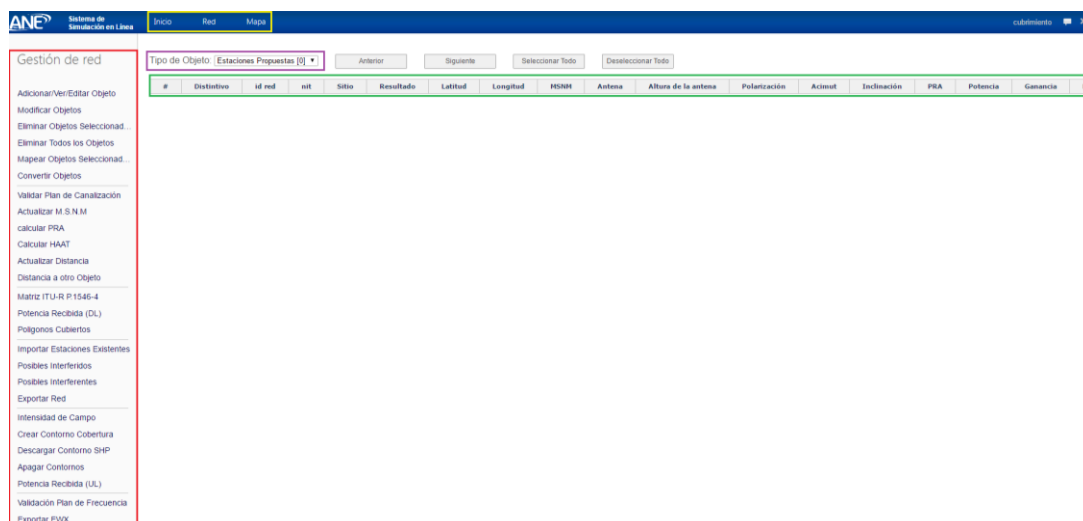 ANE Sistema de
Simulación en Línea
Inicio Red Mapa
cubrimiento
Gestión de red
Tipo de Objeto: Estaciones Propuestas [0] Anterior Siguiente Seleccionar Todo Deseleccionar Todo
# Distintivo id red nit Sitio Resultado Latitud Longitud MSNM Antena Altura de la antena Polarización Acimut Inclinación PRA Potencia Ganancia
Adicionar/Ver/Editar Objeto
Modificar Objetos
Eliminar Objetos Seleccionad...
Eliminar Todos los Objetos
Mapear Objetos Seleccionad...
Convertir Objetos
Validar Plan de Canalización
Actualizar M.S.N.M
calcular PRA
Calcular HAAT
Actualizar Distancia
Distancia a otro Objeto
Matriz ITU-R P.1546-4
Potencia Recibida (DL)
Poligonos Cubiertos
Importar Estaciones Existentes
Posibles Interferidos
Posibles Interferentes
Exportar Red
Intensidad de Campo
Crear Contorno Cobertura
Descargar Contorno SHP
Apagar Contornos
Potencia Recibida (UL)
Validación Plan de Frecuencia
Exportar EWX